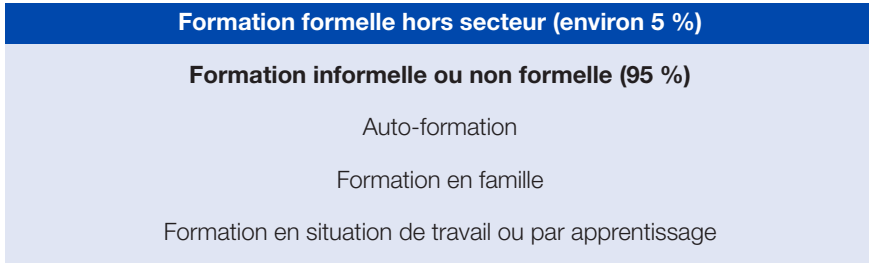 Formation formelle hors secteur (environ 5 %)
Formation informelle ou non formelle (95 %)
Auto-formation
Formation en famille
Formation en situation de travail ou par apprentissage